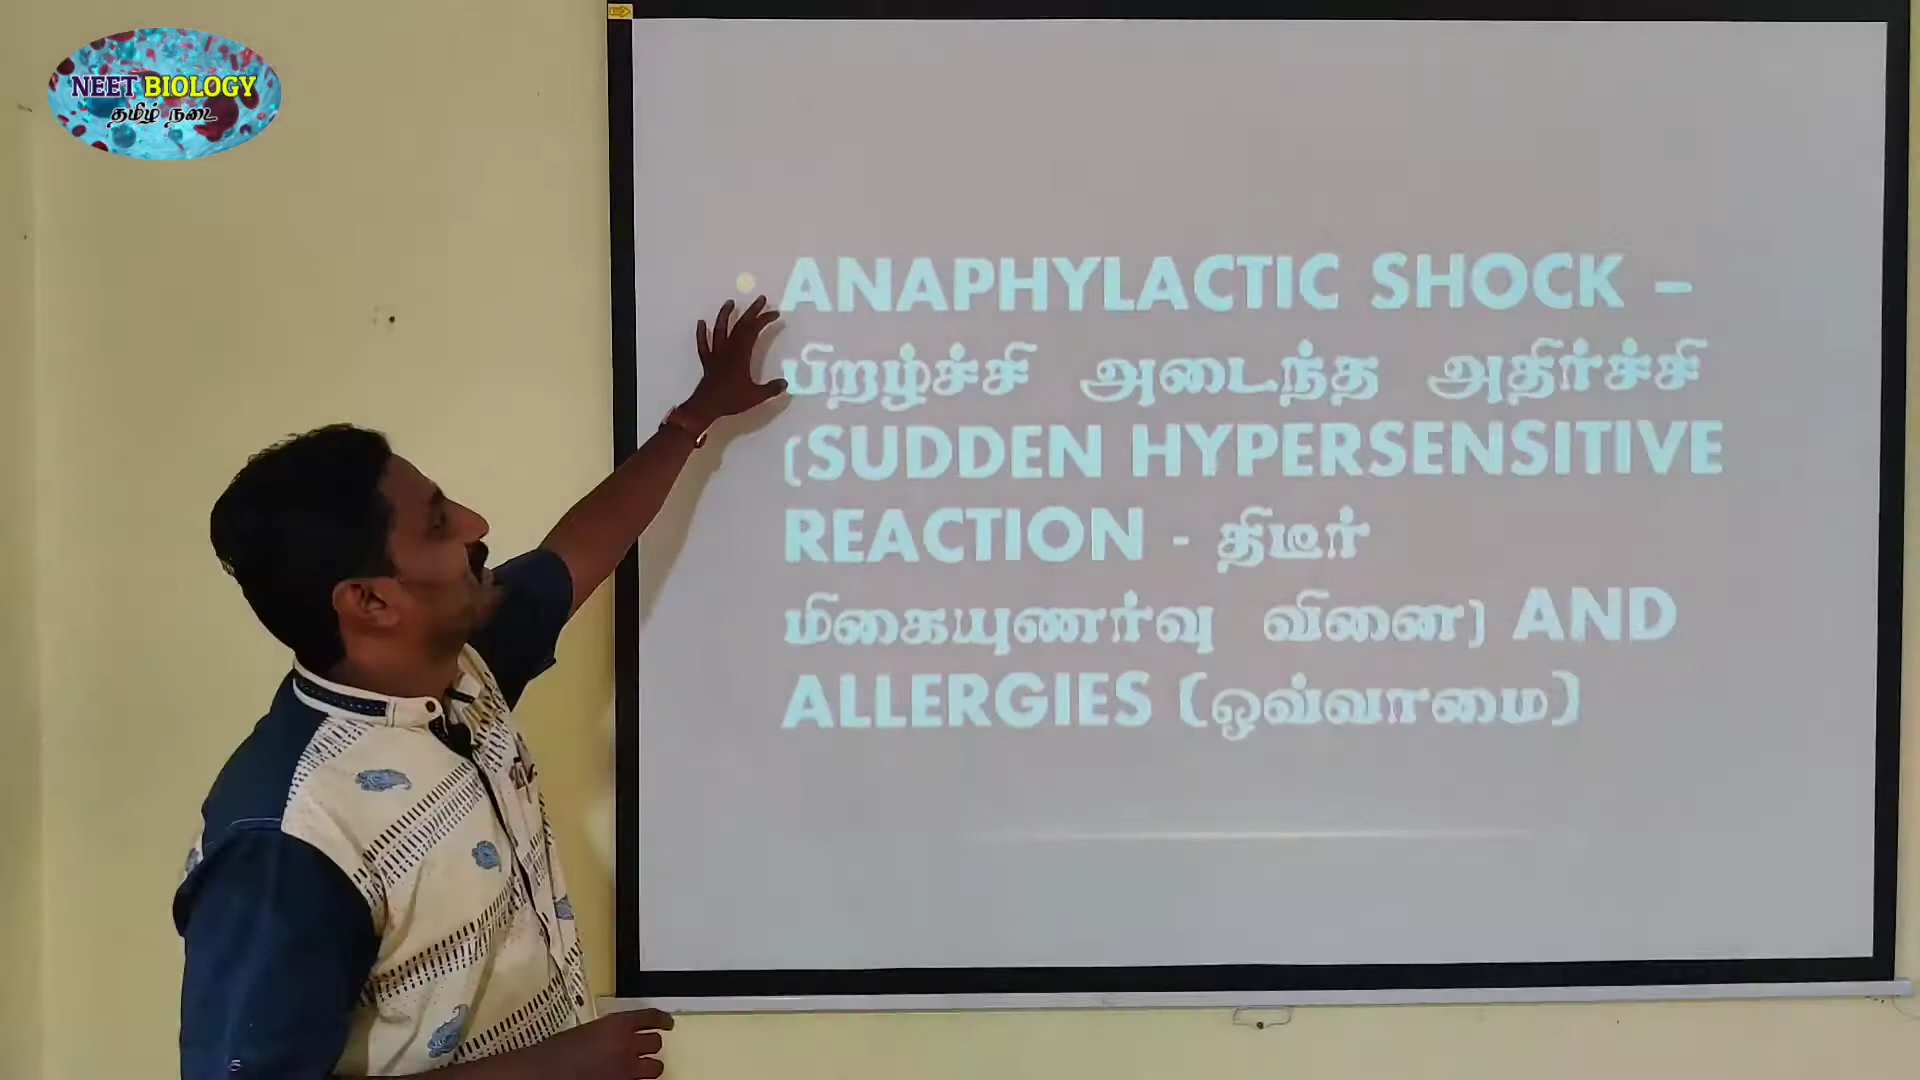 NEET BIOLOGY
தமிழ் நடை
ANAPHYLACTIC SHOCK –
பிறழ்ச்சி அடைந்த அதிர்ச்சி
(SUDDEN HYPERSENSITIVE
REACTION - திடீர்
மிகையுணர்வு வினை) AND
ALLERGIES (ஒவ்வாமை)